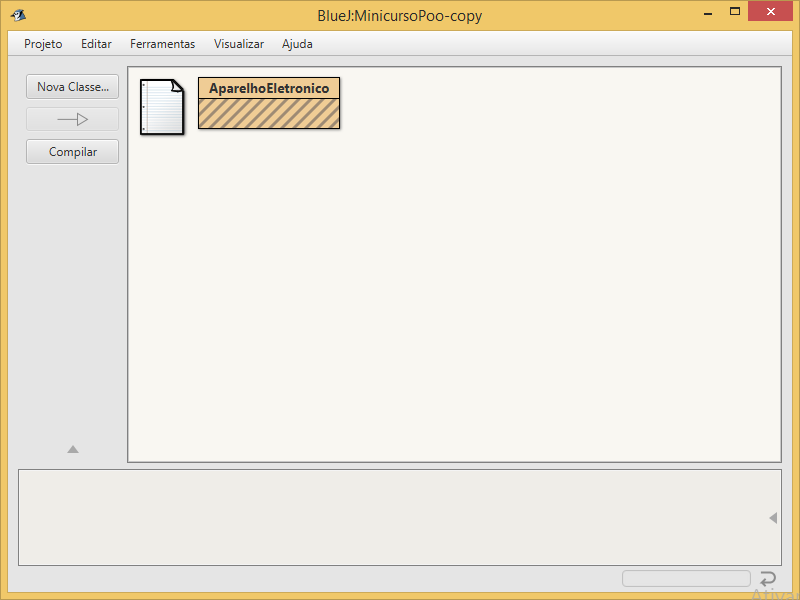 BlueJ:MinicursoPoo-copy
Projeto Editar Ferramentas Visualizar Ajuda
Nova Classe...
AparelhoEletronico
Compilar